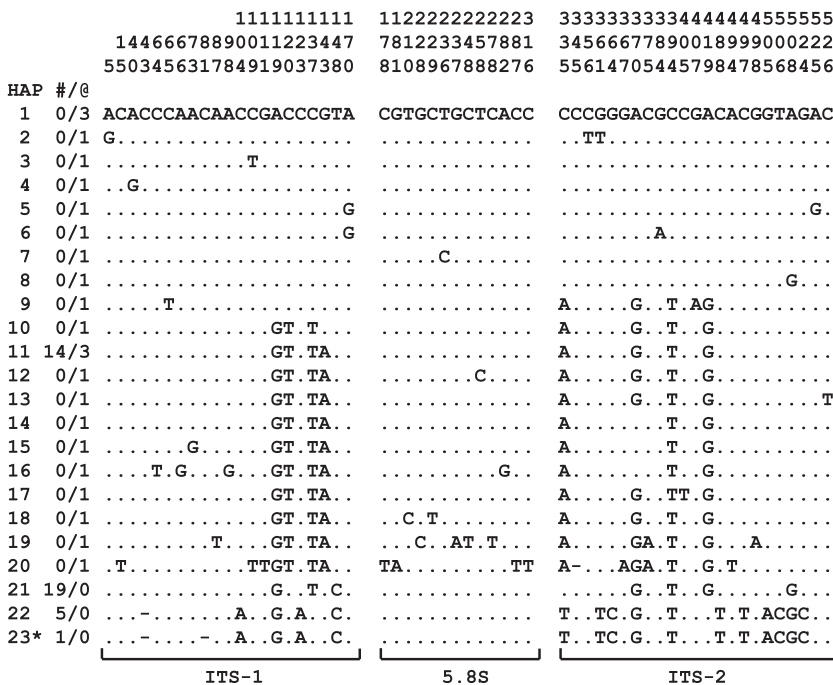 1111111111 1122222222223 33333333334444444555555
14466678890011223447 7812233457881 34566677890018999000222
550345631784919037380 8108967888276 55614705445798478568456
HAP #/@
1 0/3 ACACCCAACAACCGACCCGTA CGTGCTGCTCACC CCCGGGACGCCGACACGGTAGAC
2 0/1 G.................... ............. ..TT...................
3 0/1 ............T........ ............. .......................
4 0/1 ..G.................. ............. .......................
5 0/1 ....................G ............. .....................G.
6 0/1 ....................G ............. ........A..............
7 0/1 ..................... .....C....... .......................
8 0/1 ..................... ............. ...................G...
9 0/1 .....T............... ............. A.....G..T.AG..........
10 0/1 ..............GT.T... ............. A.....G..T..G..........
11 14/3 ..............GT.TA.. ............. A.....G..T..G..........
12 0/1 ..............GT.TA.. ........C.... A.....G..T..G..........
13 0/1 ..............GT.TA.. ............. A.....G..T..G.........T
14 0/1 ..............GT.TA.. ............. A........T..G..........
15 0/1 .......G......GT.TA.. ............. A........T..G..........
16 0/1 ....T.G...G...GT.TA.. ..........G.. A........T..G..........
17 0/1 ..............GT.TA.. ............. A.....G..TT.G..........
18 0/1 ..............GT.TA.. ..C.T........ A.....G..T..G..........
19 0/1 .........T....GT.TA.. ...C..AT.T... A.....GA.T..G...A......
20 0/1 .T..........TTGT.TA.. TA.........TT A-...AGA.T..G.T........
21 19/0 ..............G..T.C. ............. ......G..T..G......G...
22 5/0 ...-.......A..G.A..C. ............. T..TC.G..T...T.T.ACGC..
23* 1/0 ...-....-..A..G.A..C. ............. T..TC.G..T...T.T.ACGC..
ITS-1 5.8S ITS-2